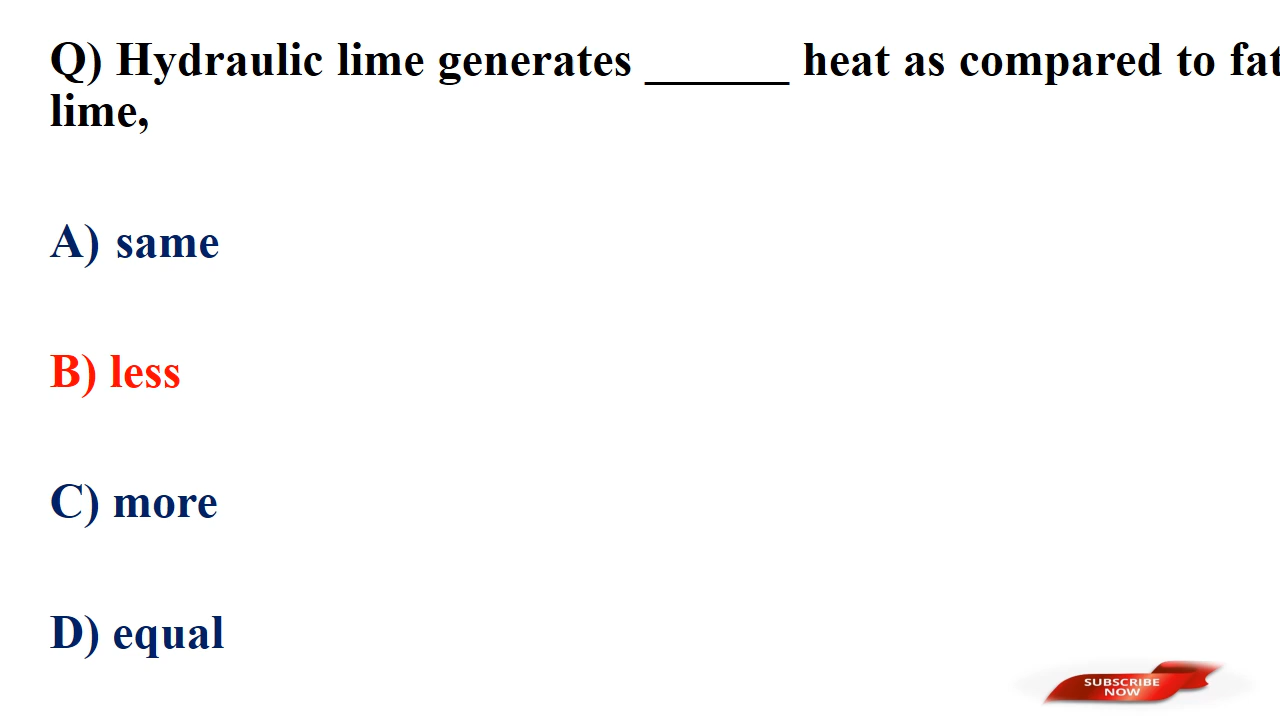 Q) Hydraulic lime generates ______ heat as compared to fat
lime,
A) same
B) less
C) more
D) equal
SUBSCRIBE
NOW